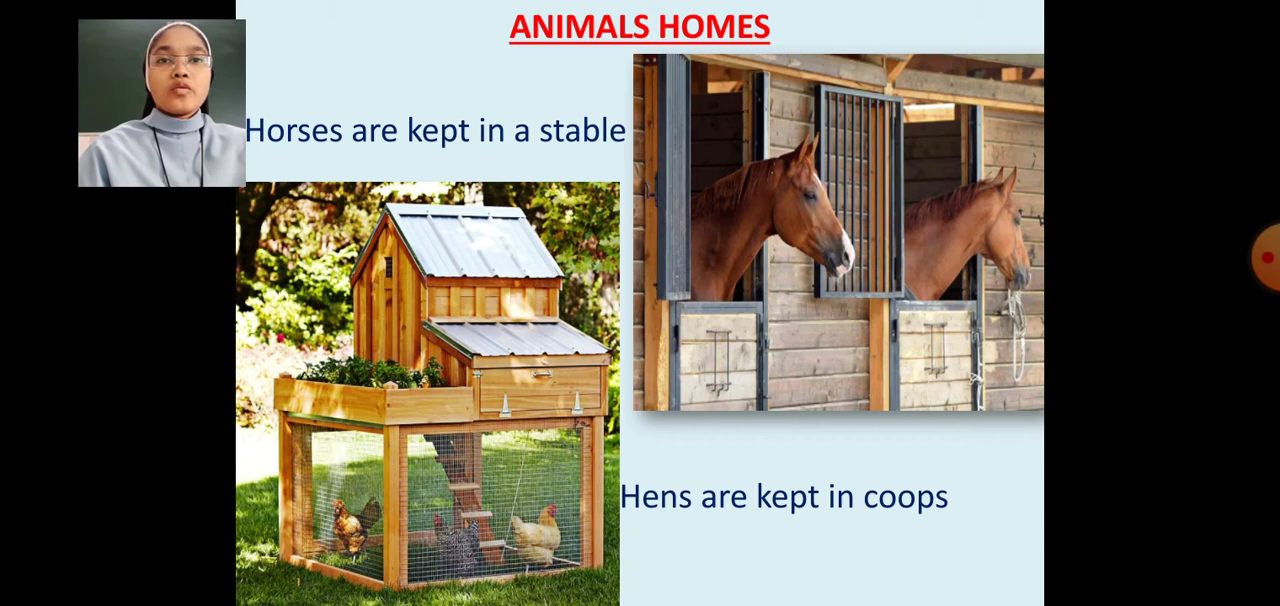 ANIMALS HOMES
Horses are kept in a stable
Hens are kept in coops